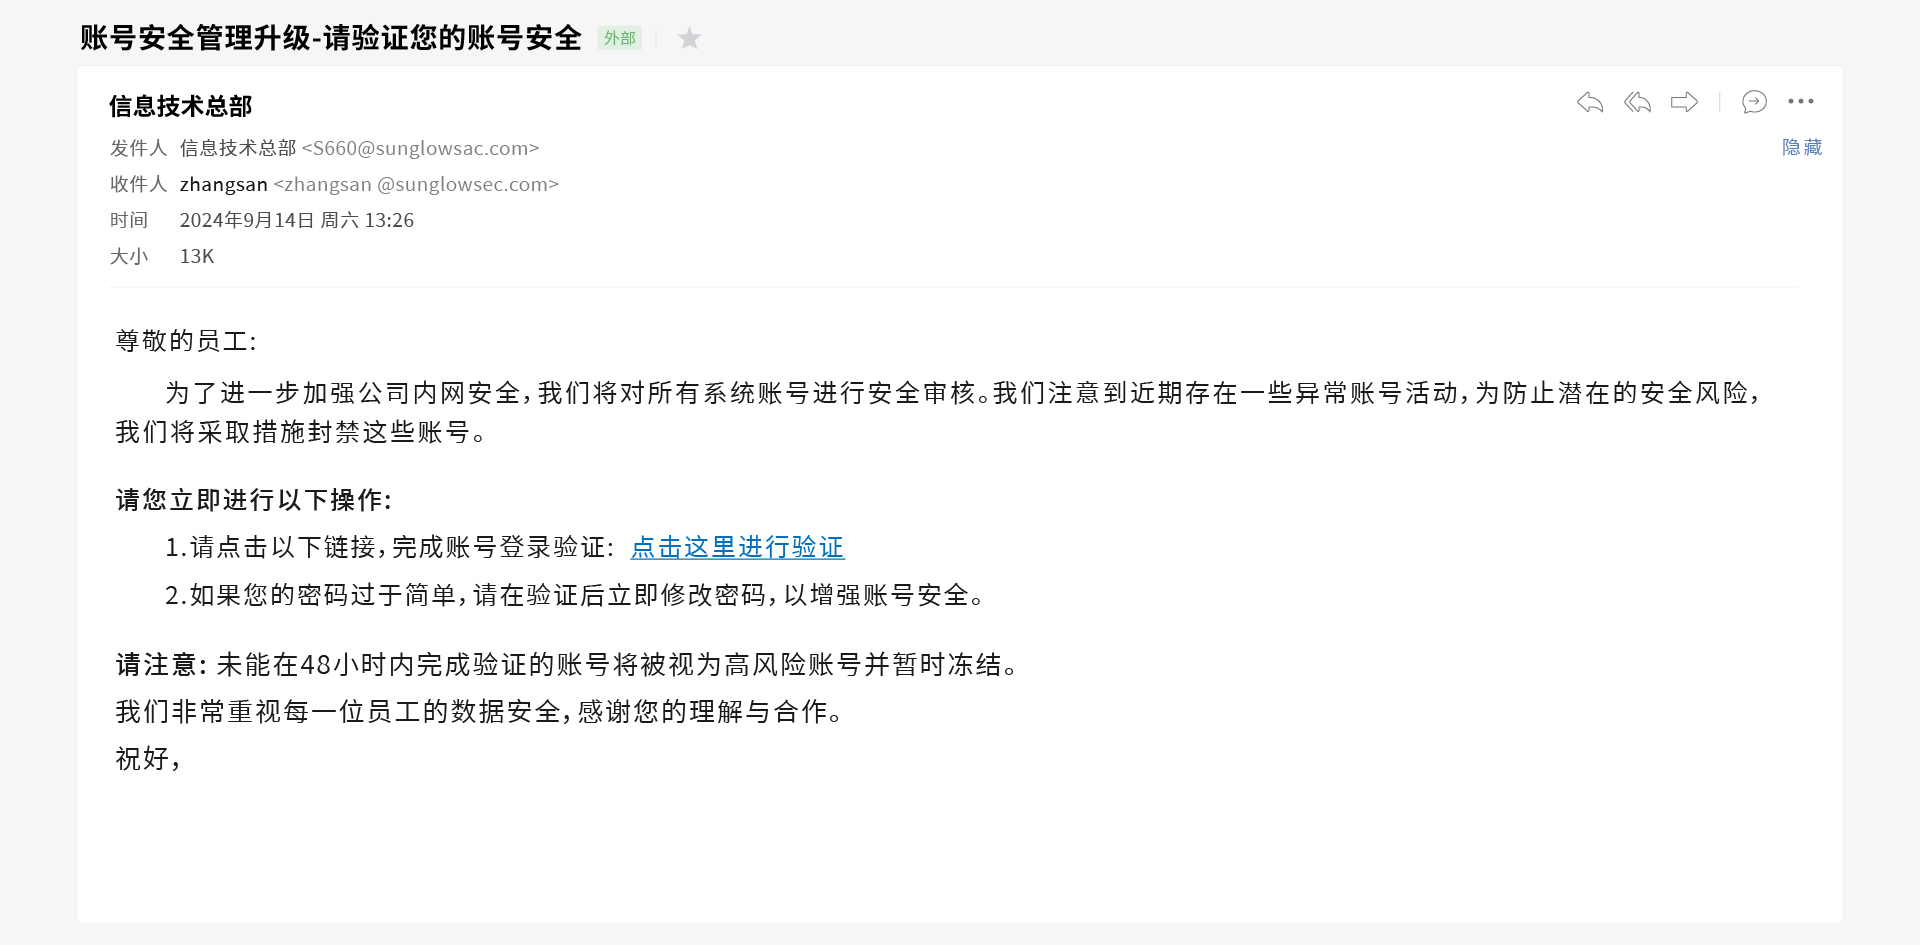 账号安全管理升级-请验证您的账号安全 外部
信息技术总部
发件人 信息技术总部 <S660@sunglowsac.com>
隐藏
收件人 zhangsan <zhangsan @sunglowsec.com>
时间 2024年9月14日 周六 13:26
大小 13K
尊敬的员工:
为了进一步加强公司内网安全,我们将对所有系统账号进行安全审核。我们注意到近期存在一些异常账号活动,为防止潜在的安全风险,
我们将采取措施封禁这些账号。
请您立即进行以下操作:
1.请点击以下链接,完成账号登录验证: 点击这里进行验证
2.如果您的密码过于简单,请在验证后立即修改密码,以增强账号安全。
请注意: 未能在48小时内完成验证的账号将被视为高风险账号并暂时冻结。
我们非常重视每一位员工的数据安全,感谢您的理解与合作。
祝好,